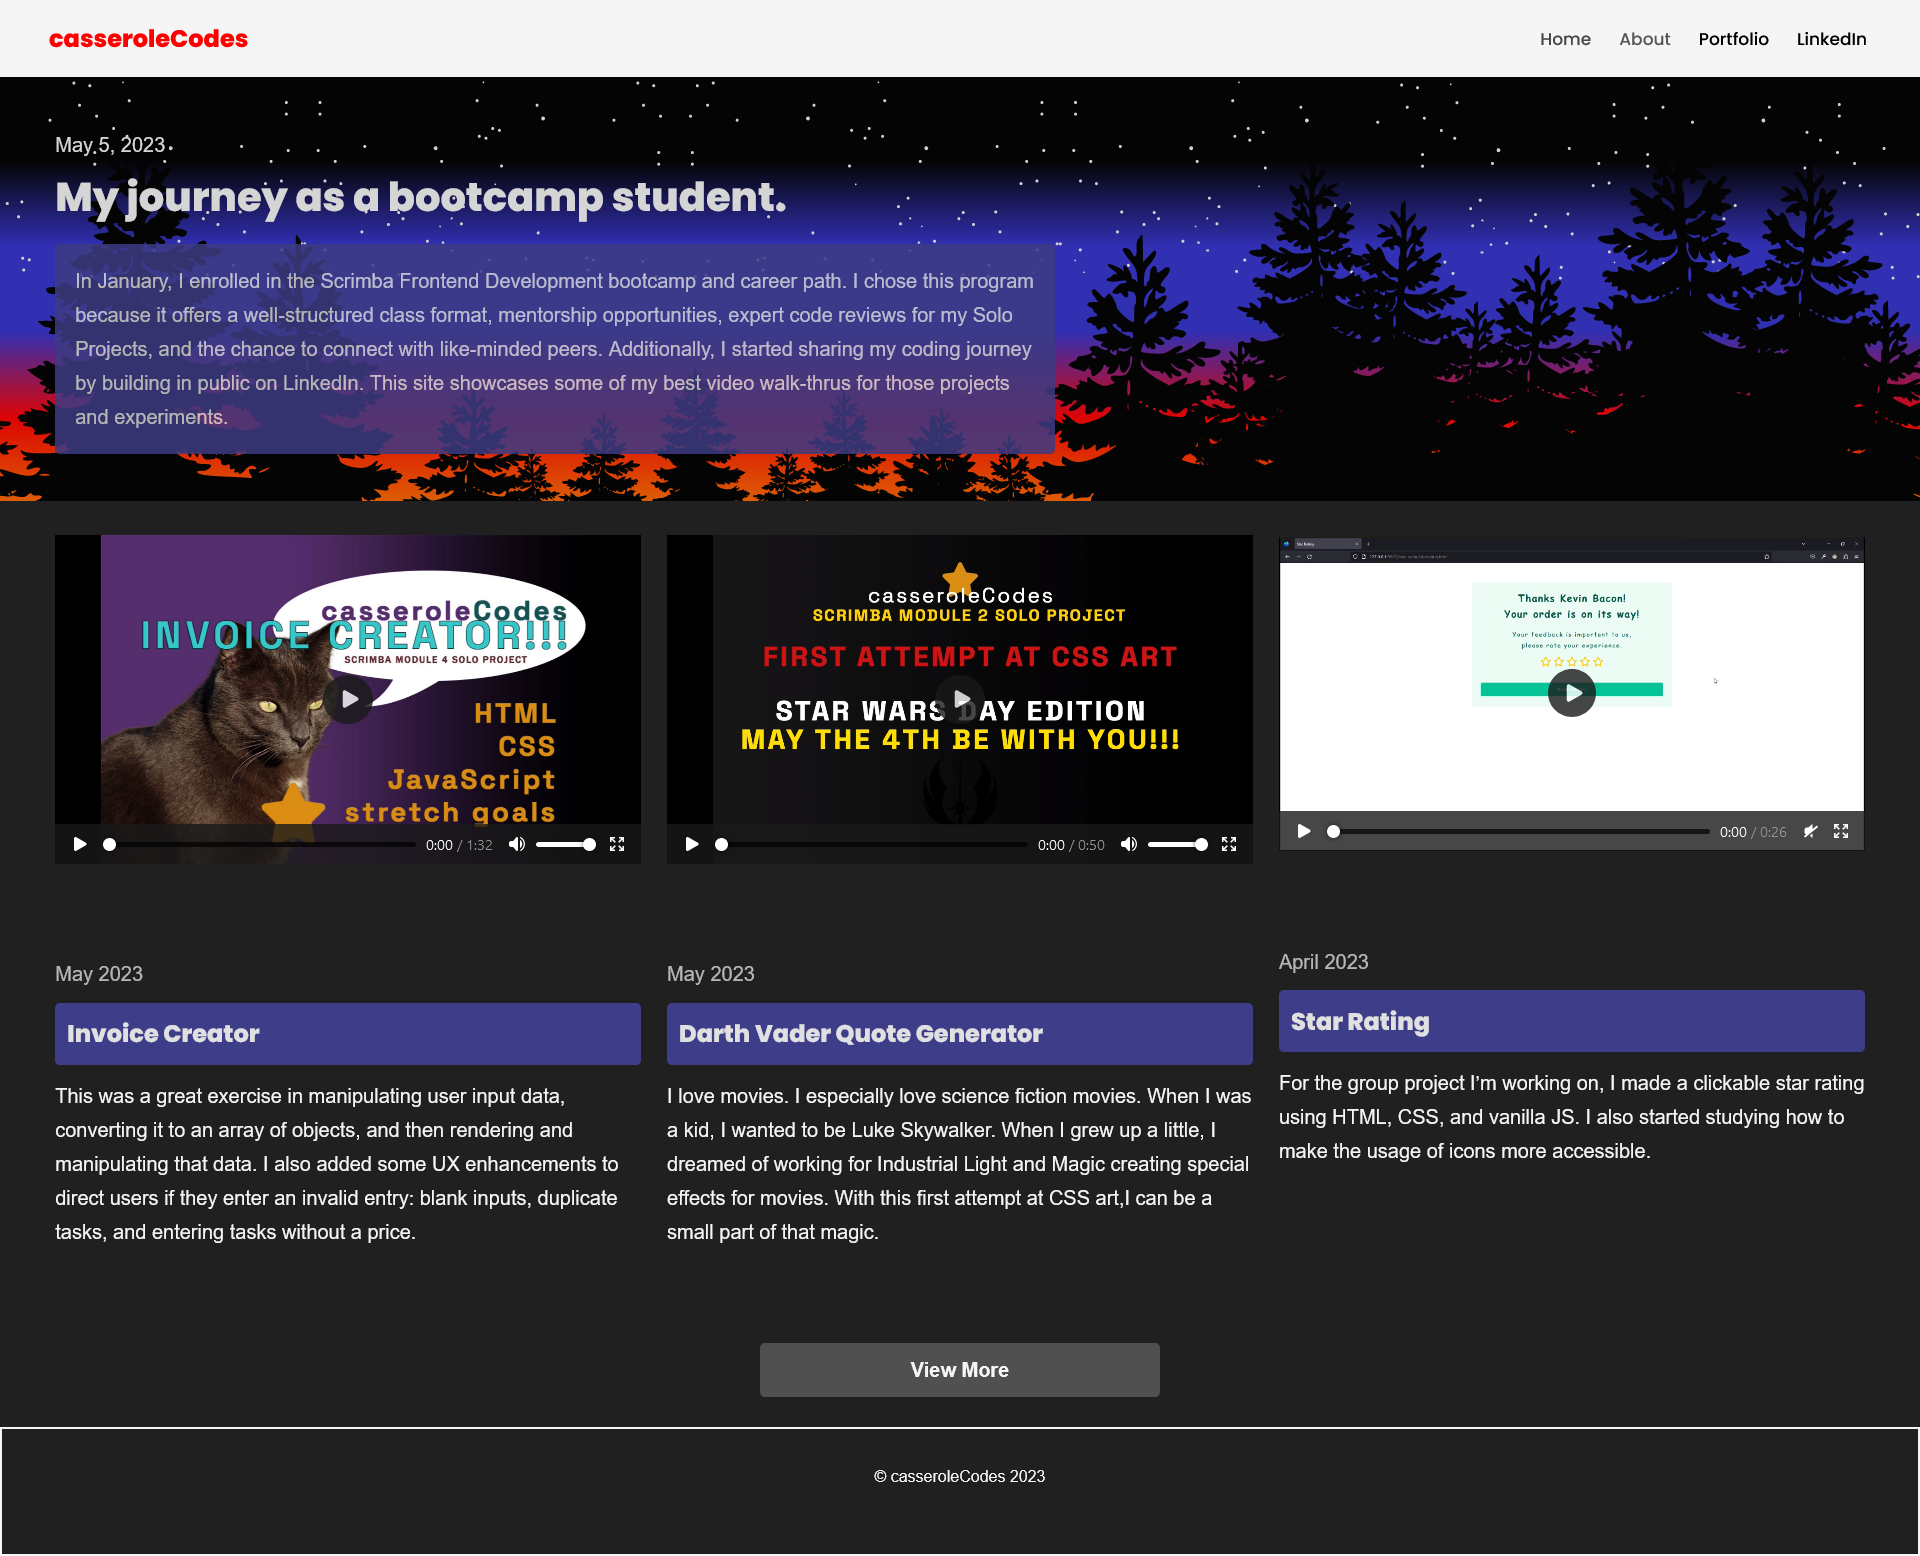 casseroleCodes
Home About Portfolio LinkedIn
May 5, 2023
My journey as a bootcamp student.
In January, I enrolled in the Scrimba Frontend Development bootcamp and career path. I chose this program
because it offers a well-structured class format, mentorship opportunities, expert code reviews for my Solo
Projects, and the chance to connect with like-minded peers. Additionally, I started sharing my coding journey
by building in public on LinkedIn. This site showcases some of my best video walk-thrus for those projects
and experiments.
casseroleCodes
INVOICE CREATOR!!!
SCRIMBA MODULE 4 SOLO PROJECT
HTML
CSS
JavaScript
stretch goals
0:00 / 1:32
casseroleCodes
SCRIMBA MODULE 2 SOLO PROJECT
FIRST ATTEMPT AT CSS ART
STAR WARS DAY EDITION
MAY THE 4TH BE WITH YOU!!!
0:00 / 0:50
Star Rating
Thanks Kevin Bacon!
Your order is on its way!
Your feedback is important to us,
please rate your experience.
0:00 / 0:26
May 2023
Invoice Creator
This was a great exercise in manipulating user input data,
converting it to an array of objects, and then rendering and
manipulating that data. I also added some UX enhancements to
direct users if they enter an invalid entry: blank inputs, duplicate
tasks, and entering tasks without a price.
May 2023
Darth Vader Quote Generator
I love movies. I especially love science fiction movies. When I was
a kid, I wanted to be Luke Skywalker. When I grew up a little, I
dreamed of working for Industrial Light and Magic creating special
effects for movies. With this first attempt at CSS art,I can be a
small part of that magic.
April 2023
Star Rating
For the group project I’m working on, I made a clickable star rating
using HTML, CSS, and vanilla JS. I also started studying how to
make the usage of icons more accessible.
View More
© casseroleCodes 2023